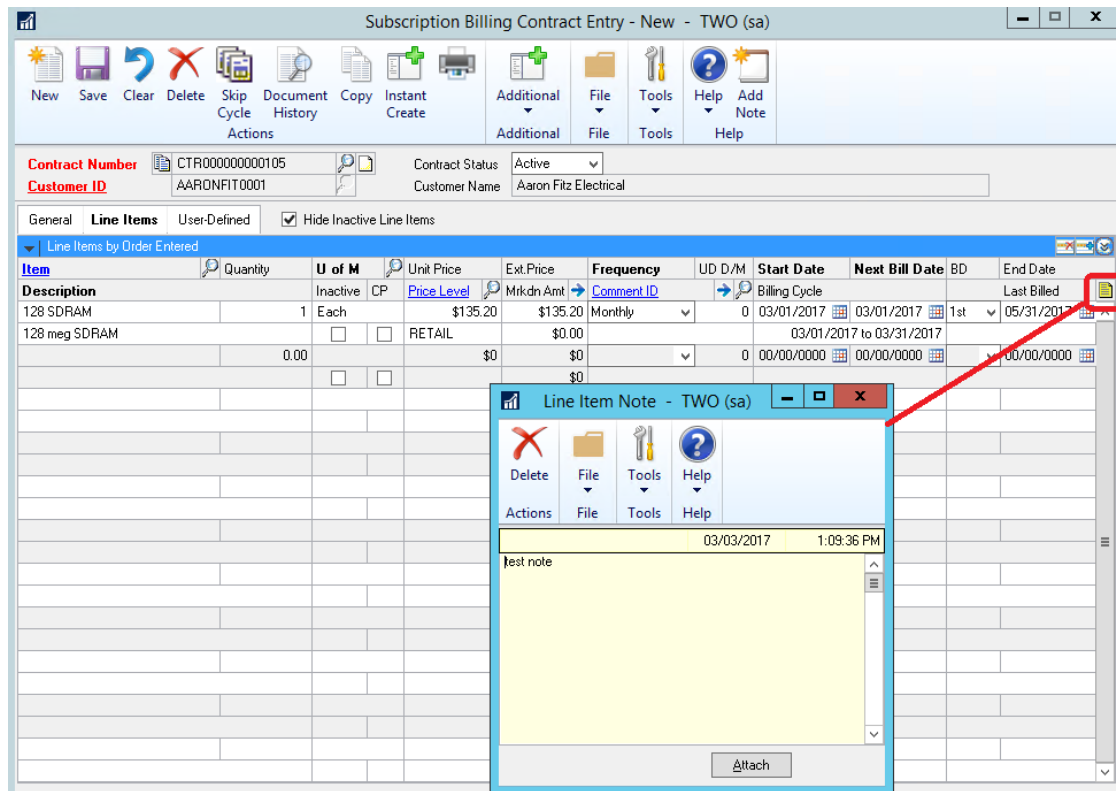 Subscription Billing Contract Entry - New - TWO (sa)
New Save Clear Delete Skip Cycle Document History Copy Instant Create Additional File Tools Help Add Note
Actions Additional File Tools Help
Contract Number CTR000000000105 Contract Status Active
Customer ID AARONFIT0001 Customer Name Aaron Fitz Electrical
General Line Items User-Defined Hide Inactive Line Items
Line Items by Order Entered
Item Quantity U of M Unit Price Ext.Price Frequency UD D/M Start Date Next Bill Date BD End Date
Description Inactive CP Price Level Mrkdn Amt Comment ID Billing Cycle Last Billed
128 SDRAM 1 Each $135.20 $135.20 Monthly 0 03/01/2017 03/01/2017 1st 05/31/2017
128 meg SDRAM RETAIL $0.00 03/01/2017 to 03/31/2017
0.00 $0 $0 0 00/00/0000 00/00/0000 00/00/0000
$0
Line Item Note - TWO (sa)
Delete File Tools Help
Actions File Tools Help
03/03/2017 1:09:36 PM
test note
Attach